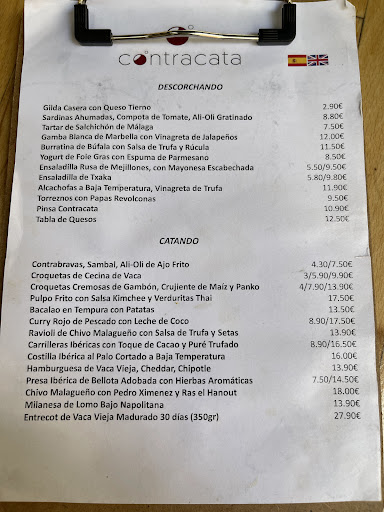 contracata
DESCORCHANDO
Gilda Casera con Queso Tierno 2.90€
Sardinas Ahumadas, Compota de Tomate, Ali-Oli Gratinado 8.80€
Tartar de Salchichón de Málaga 7.50€
Gamba Blanca de Marbella con Vinagreta de Jalapeños 12.00€
Burratina de Búfala con Salsa de Trufa y Rúcula 11.50€
Yogurt de Foie Gras con Espuma de Parmesano 8.50€
Ensaladilla Rusa de Mejillones, con Mayonesa Escabechada 5.50/9.50€
Ensaladilla de Txaka 5.80/9.80€
Alcachofas a Baja Temperatura, Vinagreta de Trufa 11.90€
Torreznos con Papas Revolconas 9.50€
Pinsa Contracata 10.90€
Tabla de Quesos 12.50€
CATANDO
Contrabravas, Sambal, Ali-Oli de Ajo Frito 4.30/7.50€
Croquetas de Cecina de Vaca 3/5.90/9.90€
Croquetas Cremosas de Gambón, Crujiente de Maíz y Panko 4/7.90/13.90€
Pulpo Frito con Salsa Kimchee y Verduritas Thai 17.50€
Bacalao en Tempura con Patatas 13.50€
Curry Rojo de Pescado con Leche de Coco 8.90/17.50€
Ravioli de Chivo Malagueño con Salsa de Trufa y Setas 13.90€
Carrilleras Ibéricas con Toque de Cacao y Puré Trufado 8.90/16.50€
Costilla Ibérica al Palo Cortado a Baja Temperatura 16.00€
Hamburguesa de Vaca Vieja, Cheddar, Chipotle 13.90€
Presa Ibérica de Bellota Adobada con Hierbas Aromáticas 7.50/14.50€
Chivo Malagueño con Pedro Ximenez y Ras el Hanout 18.00€
Milanesa de Lomo Bajo Napolitana 13.90€
Entrecot de Vaca Vieja Madurado 30 días (350gr) 27.90€